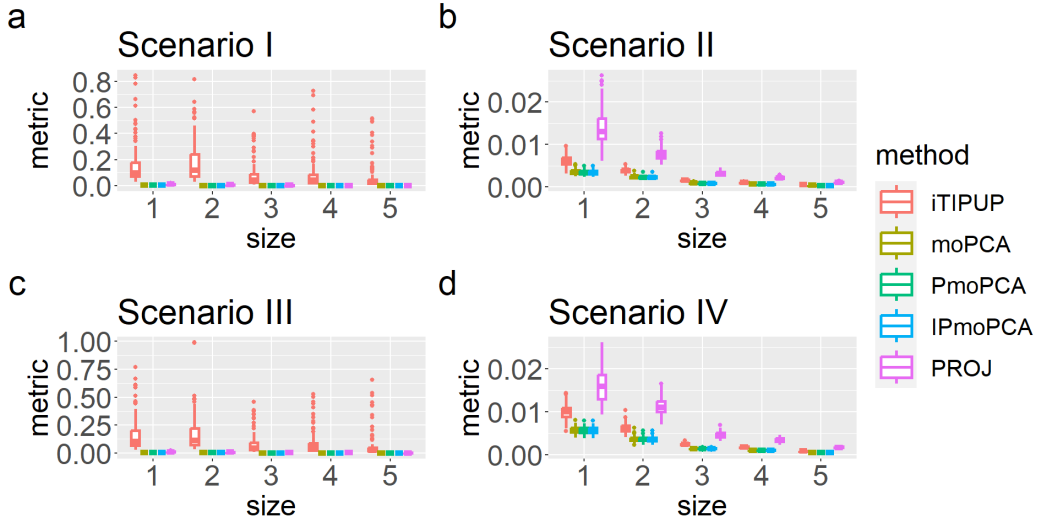 a
Scenario I
metric
0.8
0.6
0.4
0.2
0.0
1 2 3 4 5
size
b
Scenario II
metric
0.02
0.01
0.00
1 2 3 4 5
size
c
Scenario III
metric
1.00
0.75
0.50
0.25
0.00
1 2 3 4 5
size
d
Scenario IV
metric
0.02
0.01
0.00
1 2 3 4 5
size
method
iTIPUP
moPCA
PmoPCA
IPmoPCA
PROJ